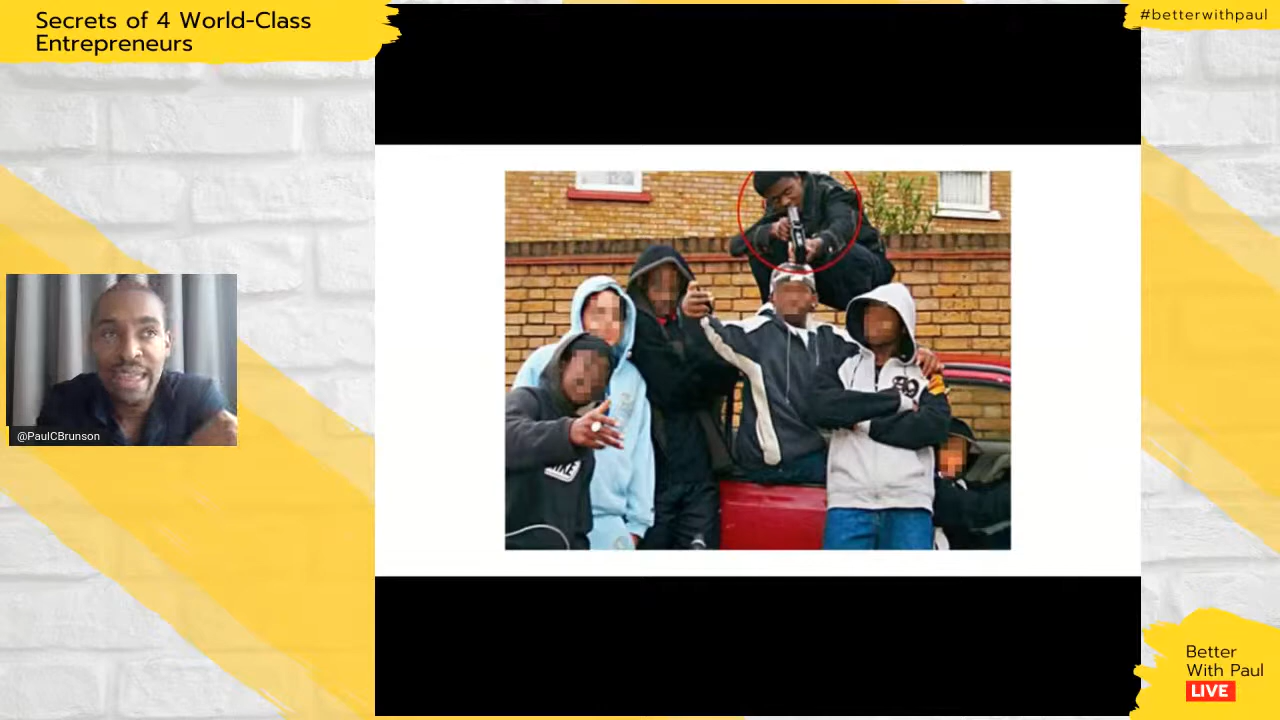 Secrets of 4 World-Class
Entrepreneurs
#betterwithpaul
@PaulCBrunson
Better
With Paul
LIVE